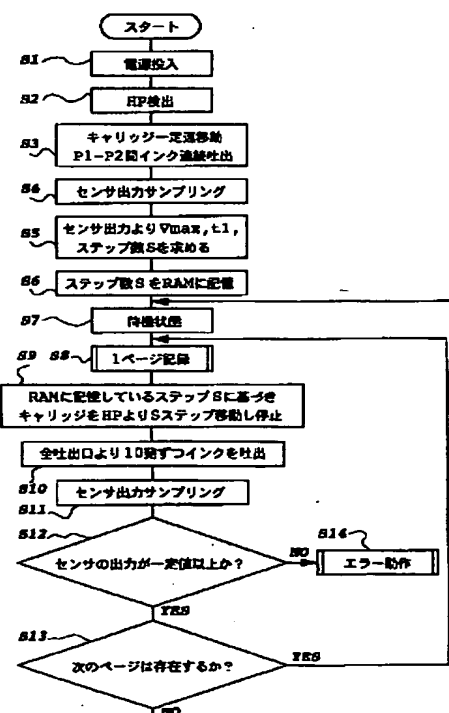 スタート
S1
電源投入
S2
HP検出
S3
キャリッジ一定速移動
P1-P2間インク連続吐出
S4
センサ出力サンプリング
S5
センサ出力よりVmax,t1,
ステップ数Sを求める
S6
ステップ数SをRAMに記憶
S7
待機状態
S9
S8
1ページ記録
RAMに記憶しているステップSに基づき
キャリッジをHPよりSステップ移動し停止
全吐出口より10発ずつインクを吐出
S10
センサ出力サンプリング
S11
S12
センサの出力が一定値以上か?
NO
S14
エラー動作
YES
S13
次のページは存在するか?
YES
NO